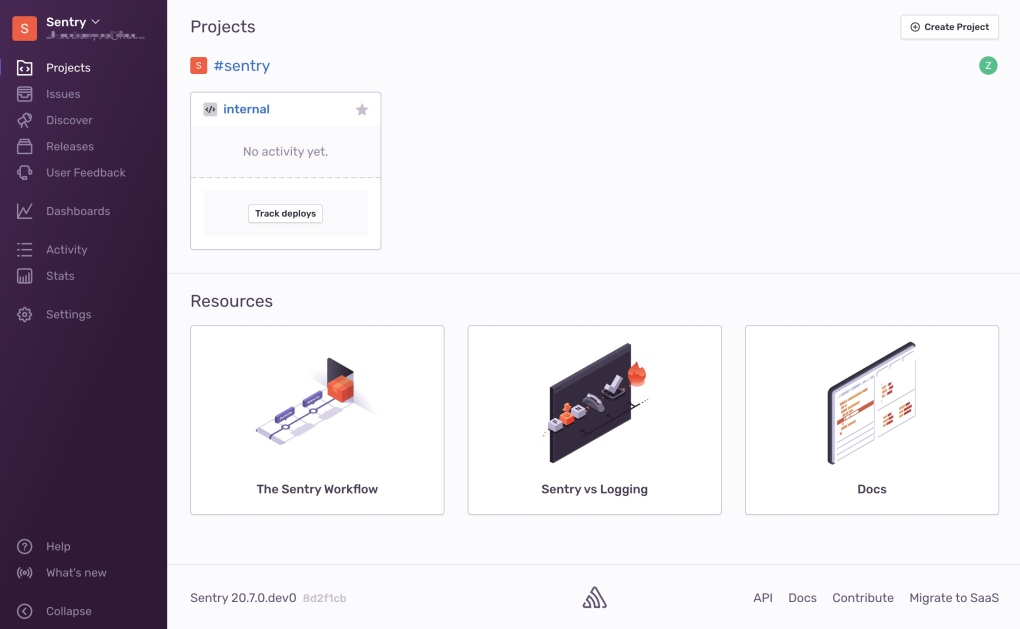 S
Sentry
Projects
Issues
Discover
Releases
User Feedback
Dashboards
Activity
Stats
Settings
Help
What's new
Collapse
Projects
Create Project
S #sentry
Z
internal
No activity yet.
Track deploys
Resources
The Sentry Workflow
Sentry vs Logging
Docs
Sentry 20.7.0.dev0 8d2f1cb
API Docs Contribute Migrate to SaaS